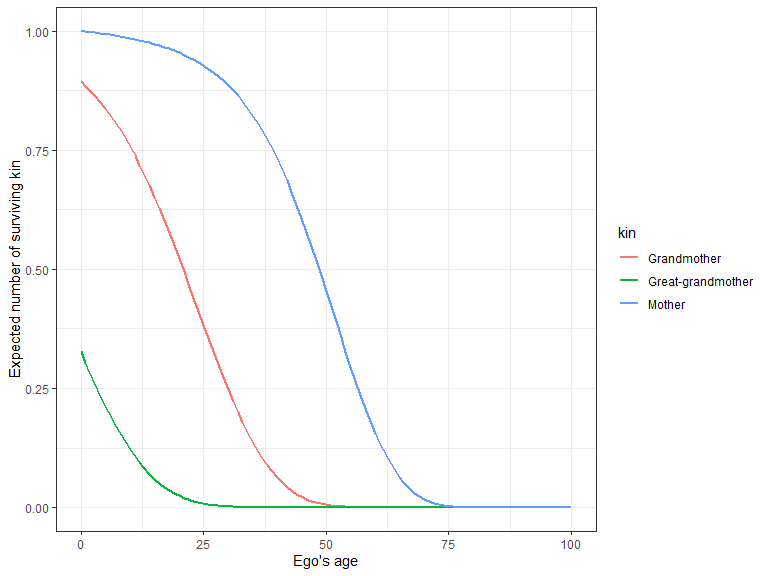 1.00
0.75
0.50
0.25
0.00
Expected number of surviving kin
0
25
50
75
100
Ego's age
kin
Grandmother
Great-grandmother
Mother